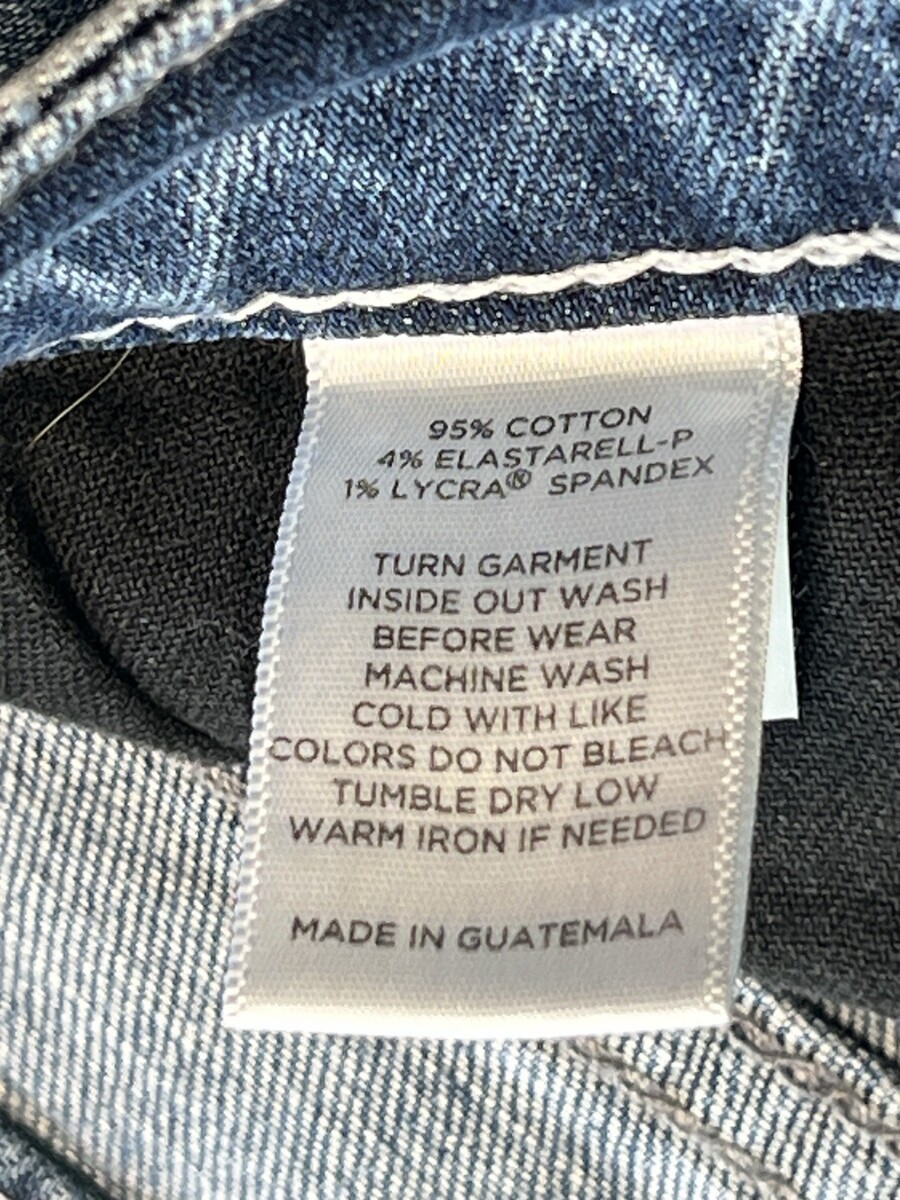 95% COTTON
4% ELASTARELL-P
1% LYCRA® SPANDEX
TURN GARMENT
INSIDE OUT WASH
BEFORE WEAR
MACHINE WASH
COLD WITH LIKE
COLORS DO NOT BLEACH
TUMBLE DRY LOW
WARM IRON IF NEEDED
MADE IN GUATEMALA